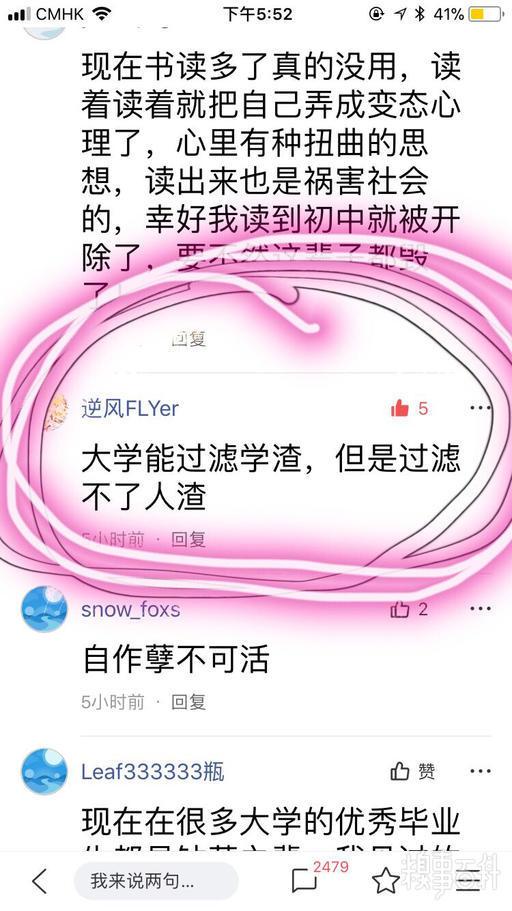 CMHK 下午5:52 41%
现在书读多了真的没用，读
着读着就把自己弄成变态心
理了，心里有种扭曲的思
想，读出来也是祸害社会
的，幸好我读到初中就被开
除了，要不然这辈子都毁
了！
回复
逆风FLYer 5
大学能过滤学渣，但是过滤
不了人渣
5小时前 · 回复
snow_foxs 2
自作孽不可活
5小时前 · 回复
Leaf333333瓶 赞
现在在很多大学的优秀毕业
我来说两句... 2479
糗事百科